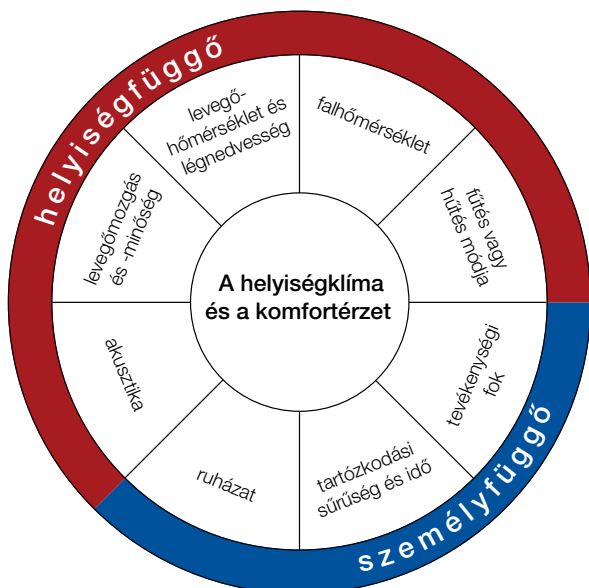 helyiségfüggő
levegő-
hőmérséklet és
légnedvesség
falhőmérséklet
fűtés vagy
hűtés módja
levegőmozgás
és -minőség
A helyiségklíma
és a komfortérzet
akusztika
tevékenységi
fok
ruházat
tartózkodási
sűrűség és idő
személyfüggő